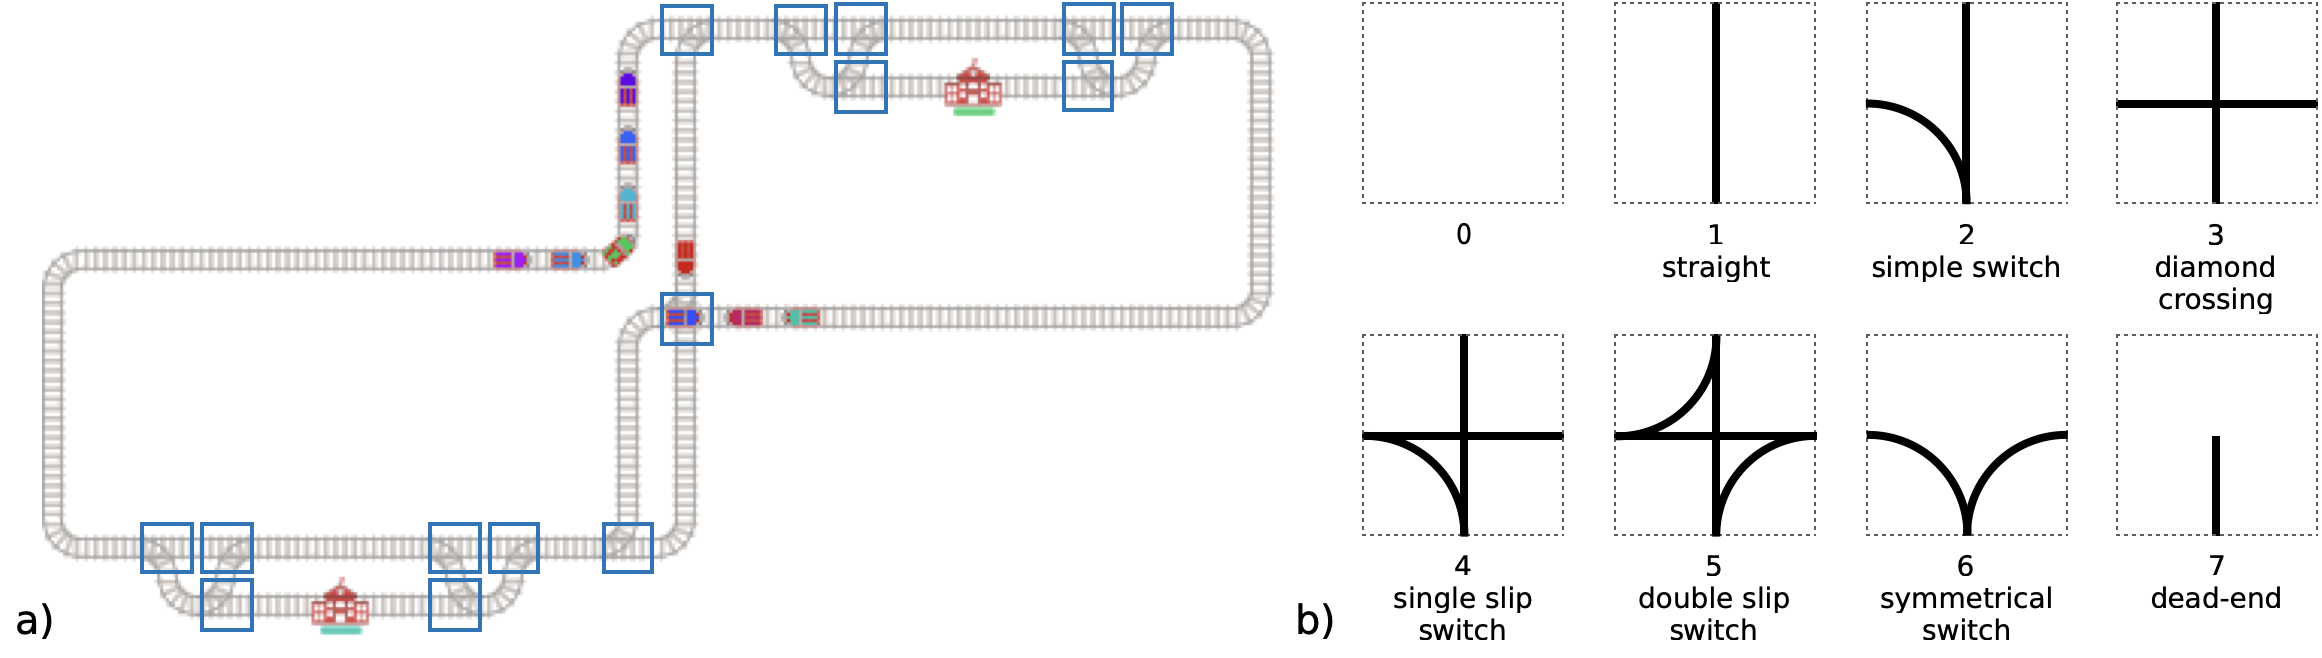 0
1
straight
2
simple switch
3
diamond
crossing
4
single slip
switch
5
double slip
switch
6
symmetrical
switch
7
dead-end
a)
b)